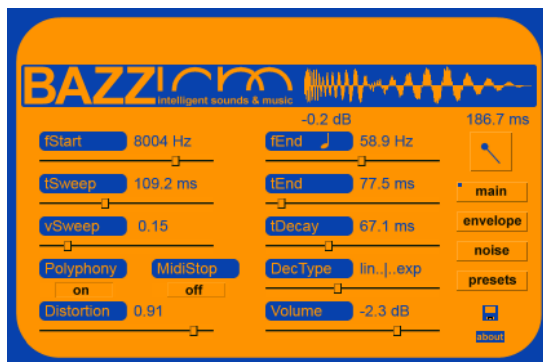 BAZZ ism
intelligent sounds & music
-0.2 dB 186.7 ms
fStart 8004 Hz fEnd 58.9 Hz
tSweep 109.2 ms tEnd 77.5 ms
main
vSweep 0.15 tDecay 67.1 ms
envelope
noise
Polyphony MidiStop DecType lin..|..exp
presets
on off
Distortion 0.91 Volume -2.3 dB
about